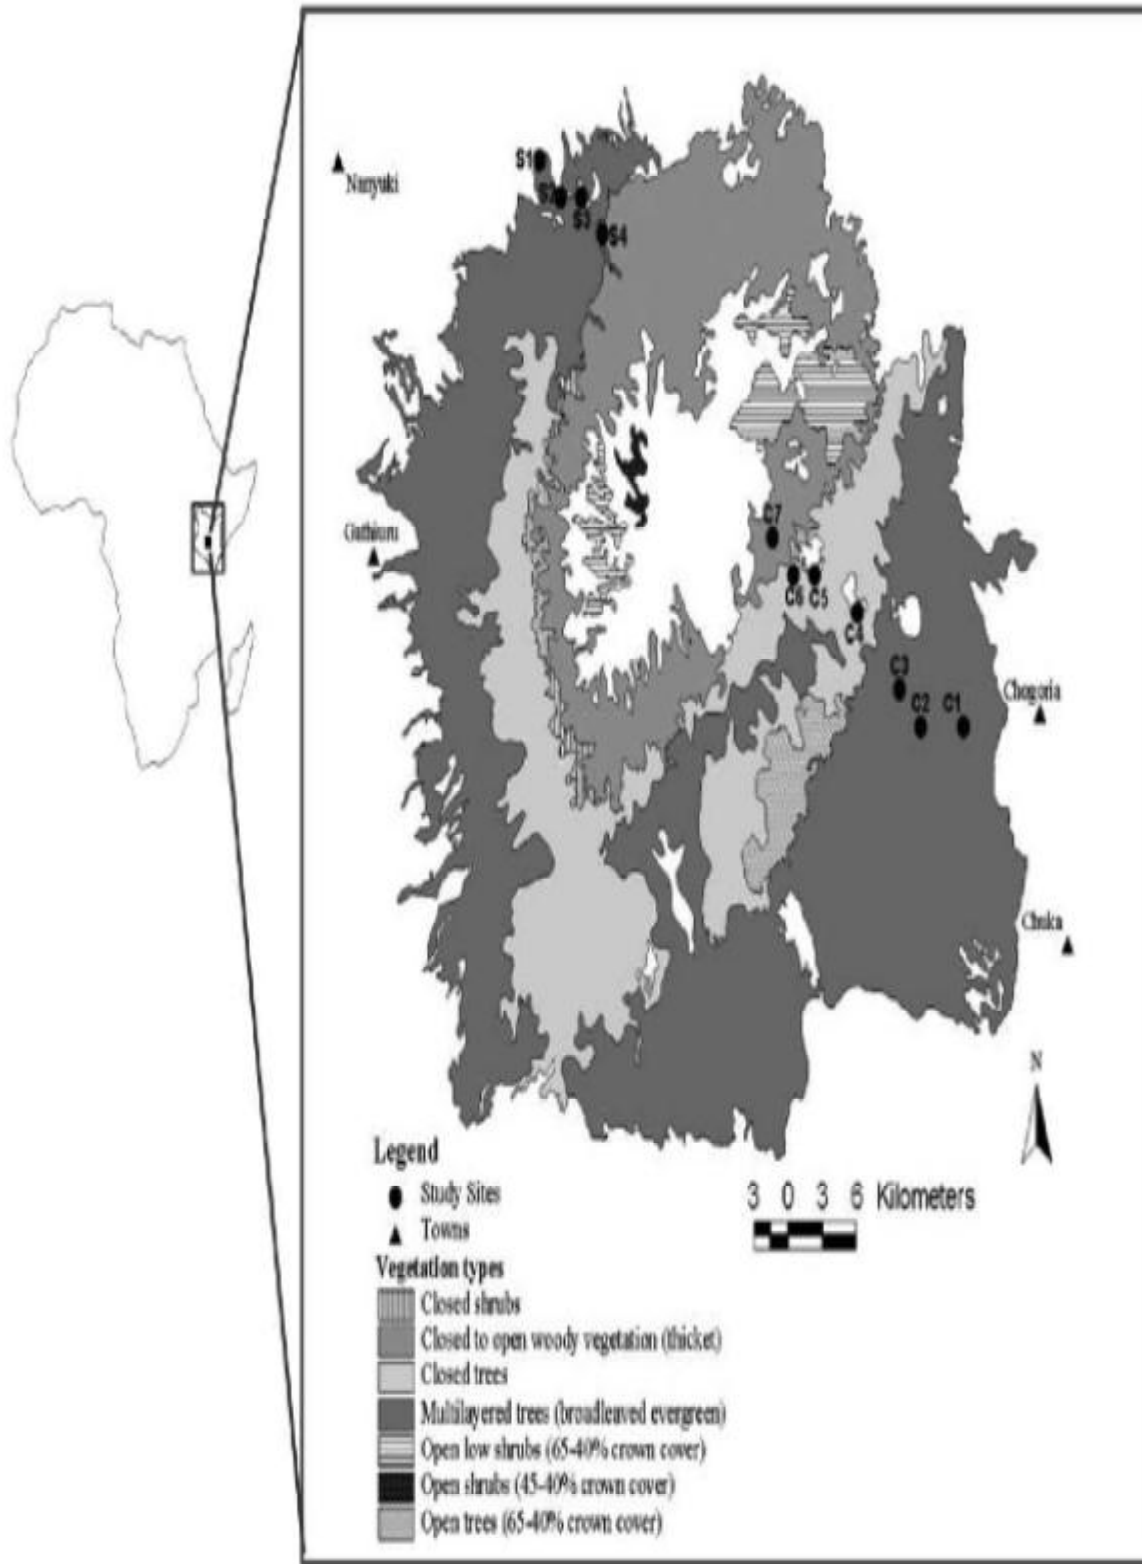 S1
Nanyuki
S2
S3
S4
C7
Gathiuru
C6 C5
C4
C3
Chogoria
C2 C1
Chuka
N
Legend
Study Sites
Towns
3 0 3 6 Kilometers
Vegetation types
Closed shrubs
Closed to open woody vegetation (thicket)
Closed trees
Multilayered trees (broadleaved evergreen)
Open low shrubs (65-40% crown cover)
Open shrubs (45-40% crown cover)
Open trees (65-40% crown cover)